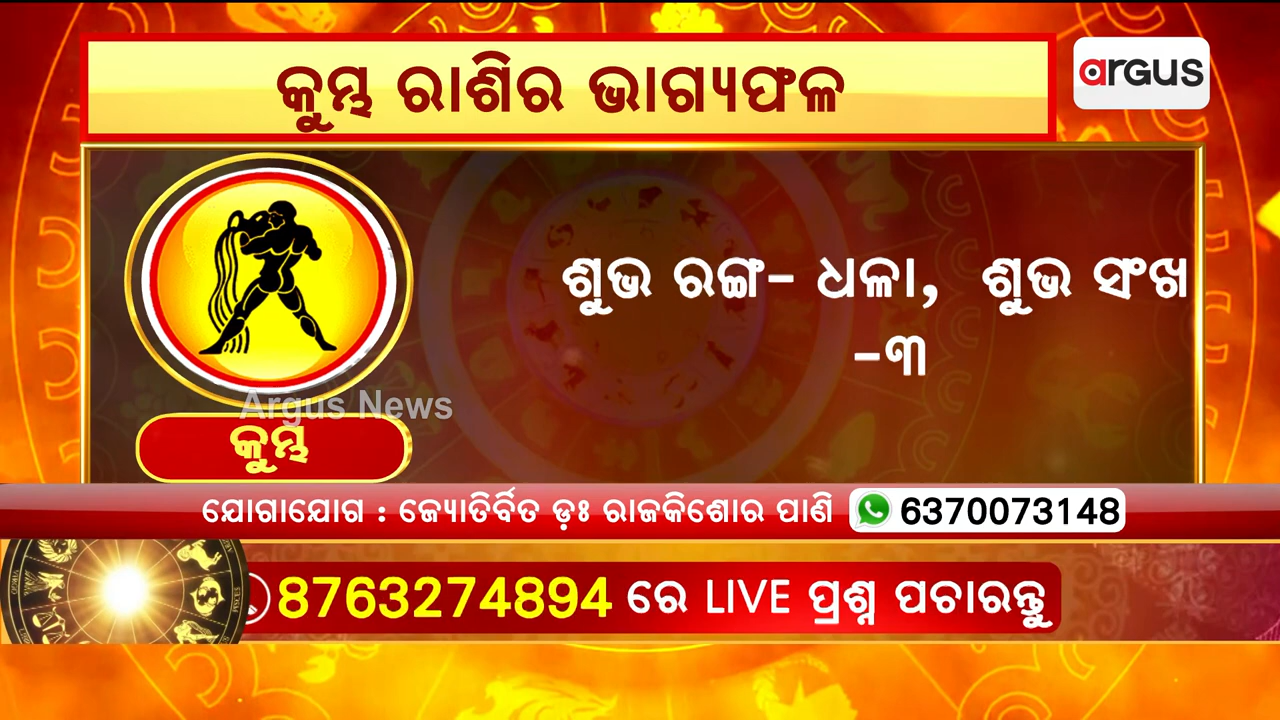 କୁମ୍ଭ ରାଶିର ଭାଗ୍ୟଫଳ
argus
ଶୁଭ ରଙ୍ଗ- ଧଳା, ଶୁଭ ସଂଖ
-୩
Argus News
କୁମ୍ଭ
ଯୋଗାଯୋଗ : ଜ୍ୟୋତିର୍ବିତ ଡ଼ଃ ରାଜକିଶୋର ପାଣି 6370073148
8763274894 ରେ LIVE ପ୍ରଶ୍ନ ପଚାରନ୍ତୁ